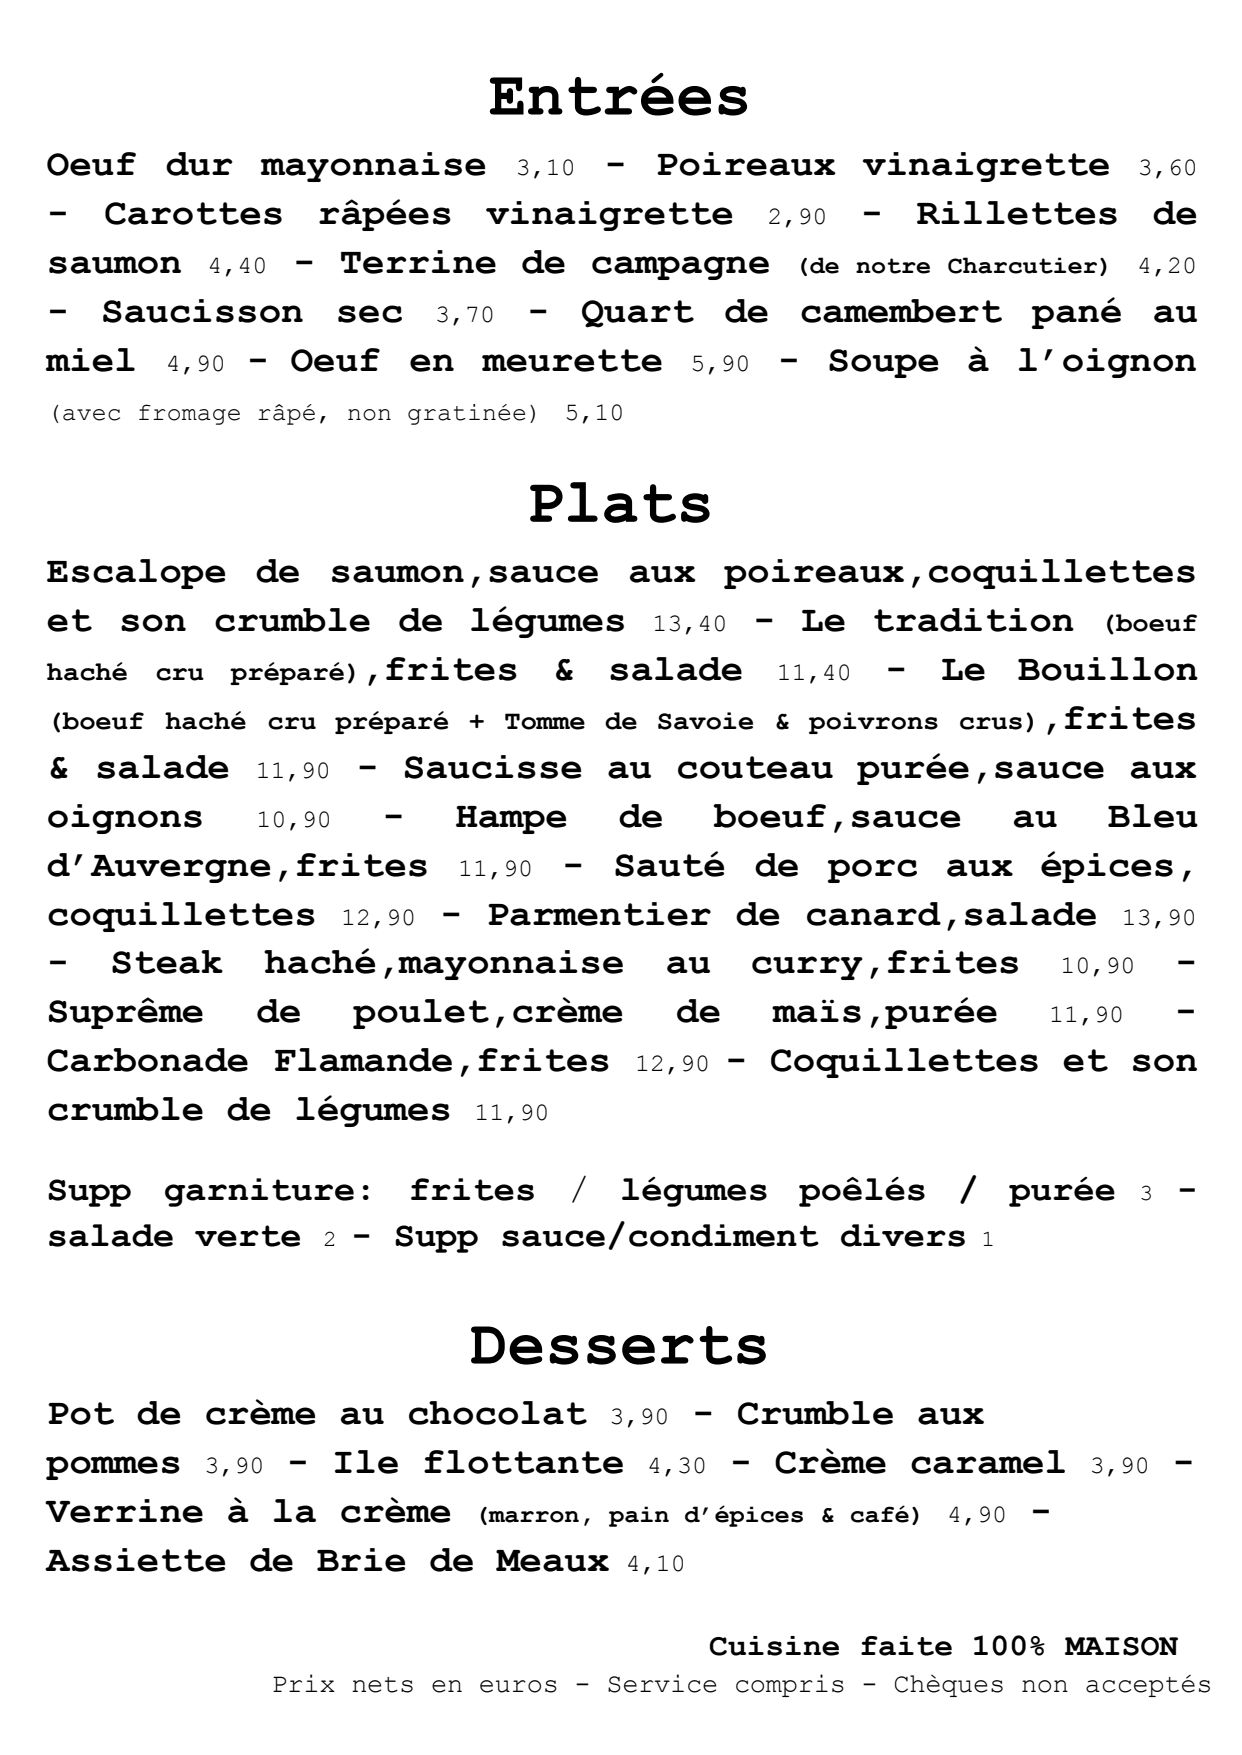 Entrées
Oeuf dur mayonnaise 3,10 - Poireaux vinaigrette 3,60
- Carottes râpées vinaigrette 2,90 - Rillettes de
saumon 4,40 - Terrine de campagne (de notre Charcutier) 4,20
- Saucisson sec 3,70 - Quart de camembert pané au
miel 4,90 - Oeuf en meurette 5,90 - Soupe à l’oignon
(avec fromage râpé, non gratinée) 5,10
Plats
Escalope de saumon,sauce aux poireaux,coquillettes
et son crumble de légumes 13,40 - Le tradition (boeuf
haché cru préparé),frites & salade 11,40 - Le Bouillon
(boeuf haché cru préparé + Tomme de Savoie & poivrons crus),frites
& salade 11,90 - Saucisse au couteau purée,sauce aux
oignons 10,90 - Hampe de boeuf,sauce au Bleu
d’Auvergne,frites 11,90 - Sauté de porc aux épices,
coquillettes 12,90 - Parmentier de canard,salade 13,90
- Steak haché,mayonnaise au curry,frites 10,90 -
Suprême de poulet,crème de maïs,purée 11,90 -
Carbonade Flamande,frites 12,90 - Coquillettes et son
crumble de légumes 11,90
Supp garniture: frites / légumes poêlés / purée 3 -
salade verte 2 - Supp sauce/condiment divers 1
Desserts
Pot de crème au chocolat 3,90 - Crumble aux
pommes 3,90 - Ile flottante 4,30 - Crème caramel 3,90 -
Verrine à la crème (marron, pain d’épices & café) 4,90 -
Assiette de Brie de Meaux 4,10
Cuisine faite 100% MAISON
Prix nets en euros - Service compris - Chèques non acceptés